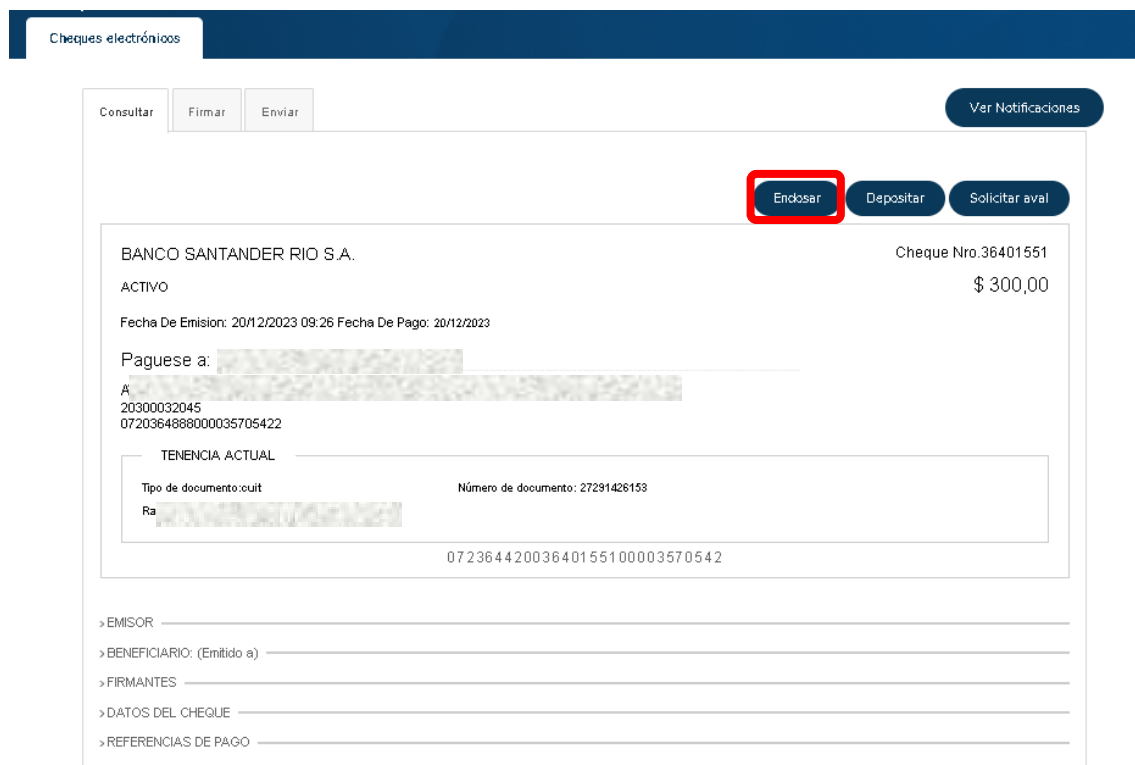 Cheques electrónicos
Consultar Firmar Enviar
Ver Notificaciones
Endosar Depositar Solicitar aval
BANCO SANTANDER RIO S.A. Cheque Nro.36401551
ACTIVO $ 300,00
Fecha De Emision: 20/12/2023 09:26 Fecha De Pago: 20/12/2023
Paguese a:
A
20300032045
0720364888000035705422
TENENCIA ACTUAL
Tipo de documento:cuit Número de documento: 27291426153
Ra
07236442003640155100003570542
>EMISOR
>BENEFICIARIO: (Emitido a)
>FIRMANTES
>DATOS DEL CHEQUE
>REFERENCIAS DE PAGO